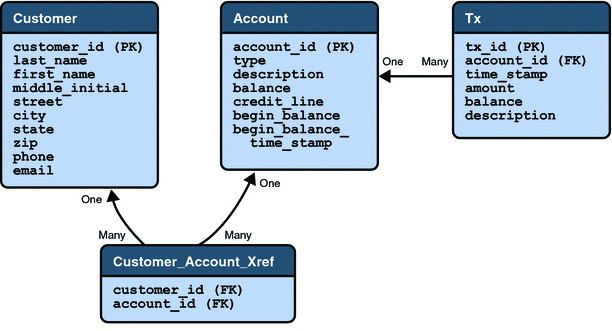 Customer
customer_id (PK)
last_name
first_name
middle_initial
street
city
state
zip
phone
email
Account
account_id (PK)
type
description
balance
credit_line
begin_balance
begin_balance_
time_stamp
Tx
tx_id (PK)
account_id (FK)
time_stamp
amount
balance
description
One
Many
One
Many
One
Many
Customer_Account_Xref
customer_id (FK)
account_id (FK)